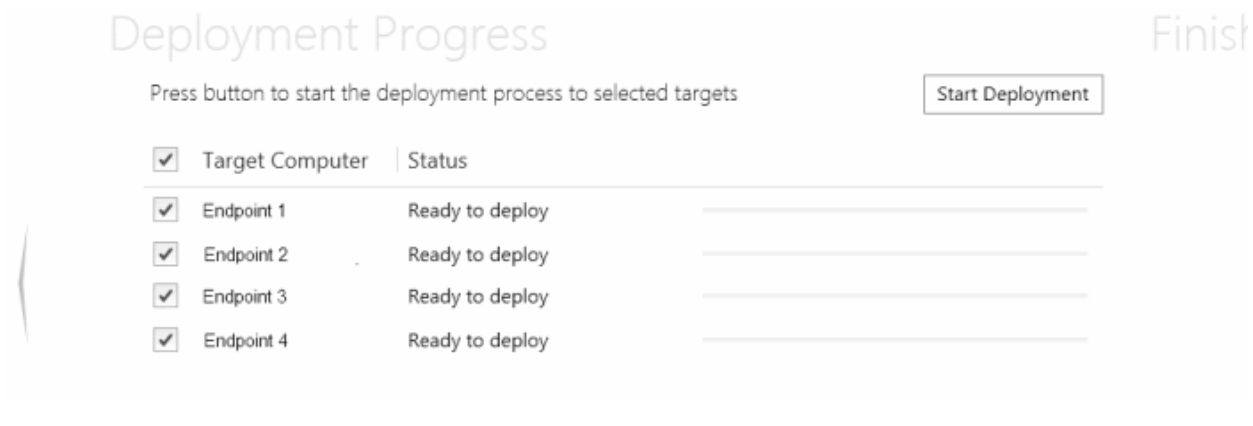 Deployment Progress
Press button to start the deployment process to selected targets
Start Deployment
Target Computer Status
Endpoint 1 Ready to deploy
Endpoint 2 Ready to deploy
Endpoint 3 Ready to deploy
Endpoint 4 Ready to deploy